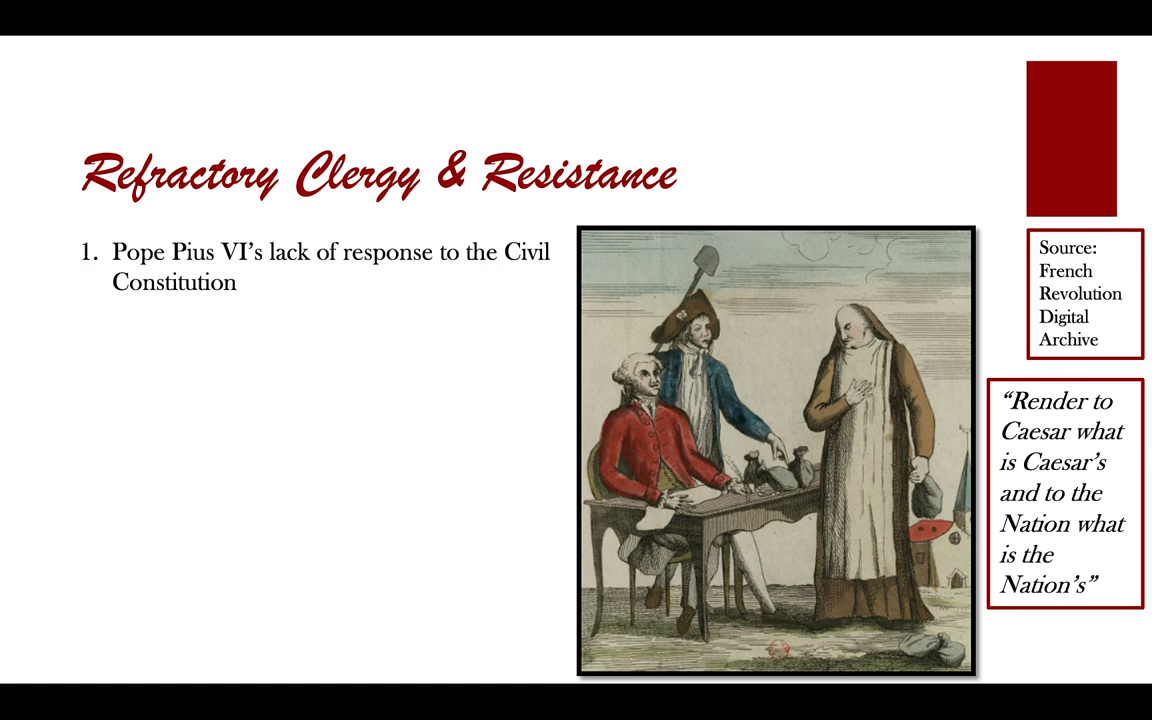 Refractory Clergy & Resistance
1. Pope Pius VI’s lack of response to the Civil
Constitution
Source:
French
Revolution
Digital
Archive
“Render to
Caesar what
is Caesar’s
and to the
Nation what
is the
Nation’s”